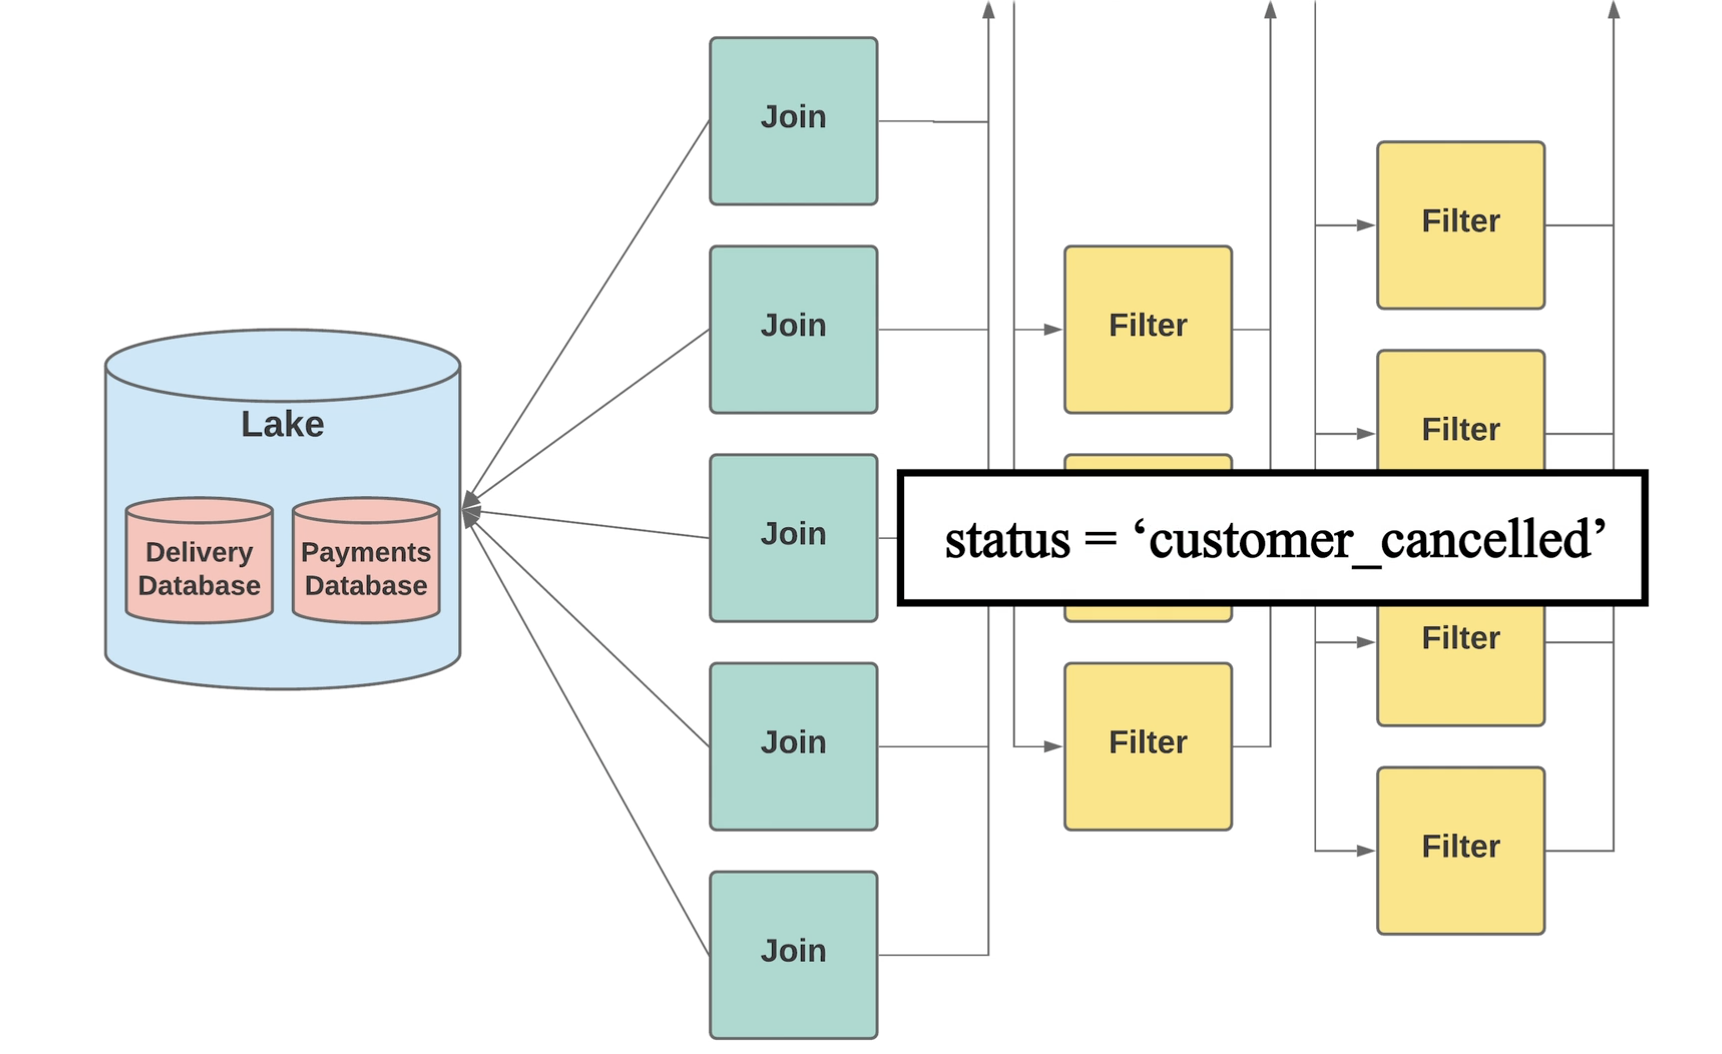 Lake
Delivery
Database
Payments
Database
Join
Join
Join
Join
Join
Filter
Filter
Filter
Filter
Filter
Filter
status = ‘customer_cancelled’